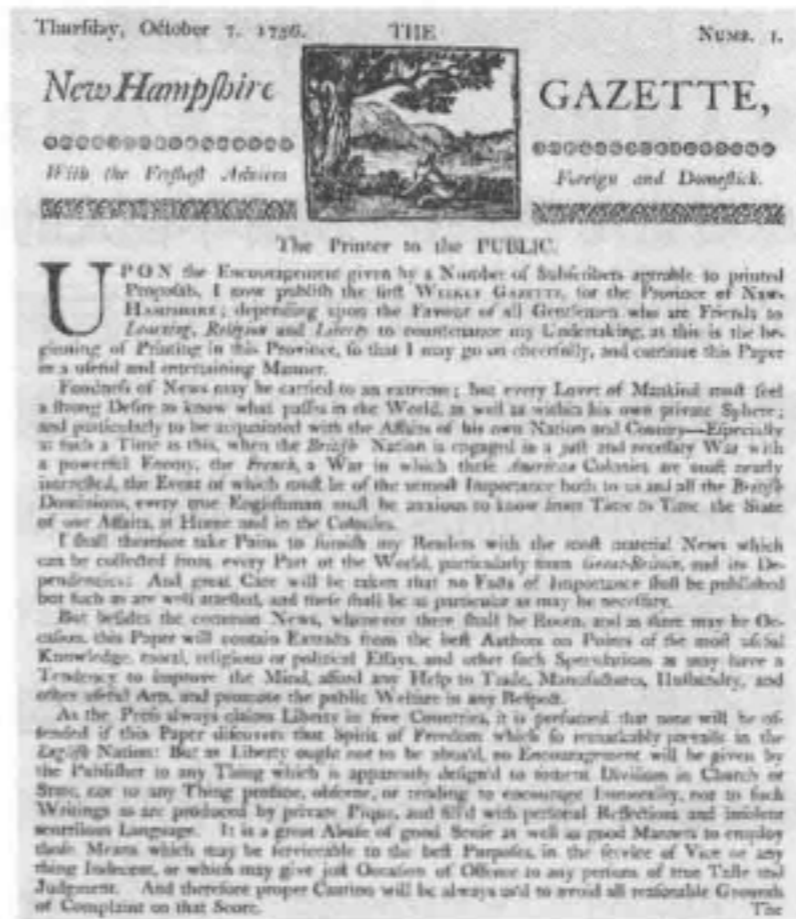 Thurſday, October 7. 1756.
THE
NUMB. 1.
New Hampſhire
GAZETTE,
With the Freſheſt Advices
Foreign and Domeſtick.
The Printer to the PUBLIC.
UPON the Encouragement given by a Number of Subſcribers agreable to printed
Propoſals, I now publiſh the firſt WEEKLY GAZETTE, for the Province of NEW-
HAMPSHIRE; depending upon the Favour of all Gentlemen who are Friends to
Learning, Religion and Liberty to countenance my Undertaking, as this is the be-
ginning of Printing in this Province, ſo that I may go on cheerfully, and continue this Paper
in a uſeful and entertaining Manner.
Fondneſs of News may be carried to an extreme; but every Lover of Mankind muſt feel
a ſtrong Deſire to know what paſſes in the World, as well as within his own private Sphere;
and particularly to be acquainted with the Affairs of his own Nation and Country—Eſpecially
at ſuch a Time as this, when the Britiſh Nation is engaged in a juſt and neceſſary War with
a powerful Enemy, the French, a War in which theſe American Colonies are moſt nearly
intereſted, the Event of which muſt be of the utmoſt Importance both to us and all the Britiſh
Dominions, every true Engliſhman muſt be anxious to know from Time to Time the State
of our Affairs, at Home and in the Colonies.
I ſhall therefore take Pains to furniſh my Readers with the moſt material News which
can be collected from every Part of the World, particularly from Great-Britain, and its De-
pendencies: And great Care will be taken that no Facts of Importance ſhall be publiſhed
but ſuch as are well atteſted, and theſe ſhall be as particular as may be neceſſary.
But beſides the common News, whenever there ſhall be Room, and as there may be Oc-
caſion, this Paper will contain Extracts from the beſt Authors on Points of the moſt uſeful
Knowledge, moral, religious or political Eſſays, and other ſuch Speculations as may have a
Tendency to improve the Mind, afford any Help to Trade, Manufactures, Huſbandry, and
other uſeful Arts, and promote the public Welfare in any Reſpect.
As the Preſs always claims Liberty in free Countries, it is preſumed that none will be of-
fended if this Paper diſcovers that Spirit of Freedom which ſo remarkably prevails in the
Engliſh Nation: But as Liberty ought not to be abuſ'd, no Encouragement will be given by
the Publiſher to any Thing which is apparently deſign'd to foment Diviſions in Church or
State, nor to any Thing profane, obſcene, or tending to encourage Immorality, nor to ſuch
Writings as are produced by private Pique, and fill'd with perſonal Reflections and inſolent
ſcurrilous Language. It is a great Abuſe of good Senſe as well as good Manners to employ
thoſe Means which may be ſerviceable to the beſt Purpoſes, in the ſervice of Vice or any
thing Indecent, or which may give juſt Occaſion of Offence to any perſons of true Taſte and
Judgment. And therefore proper Caution will be always uſ'd to avoid all reaſonable Grounds
of Complaint on that Score.
The